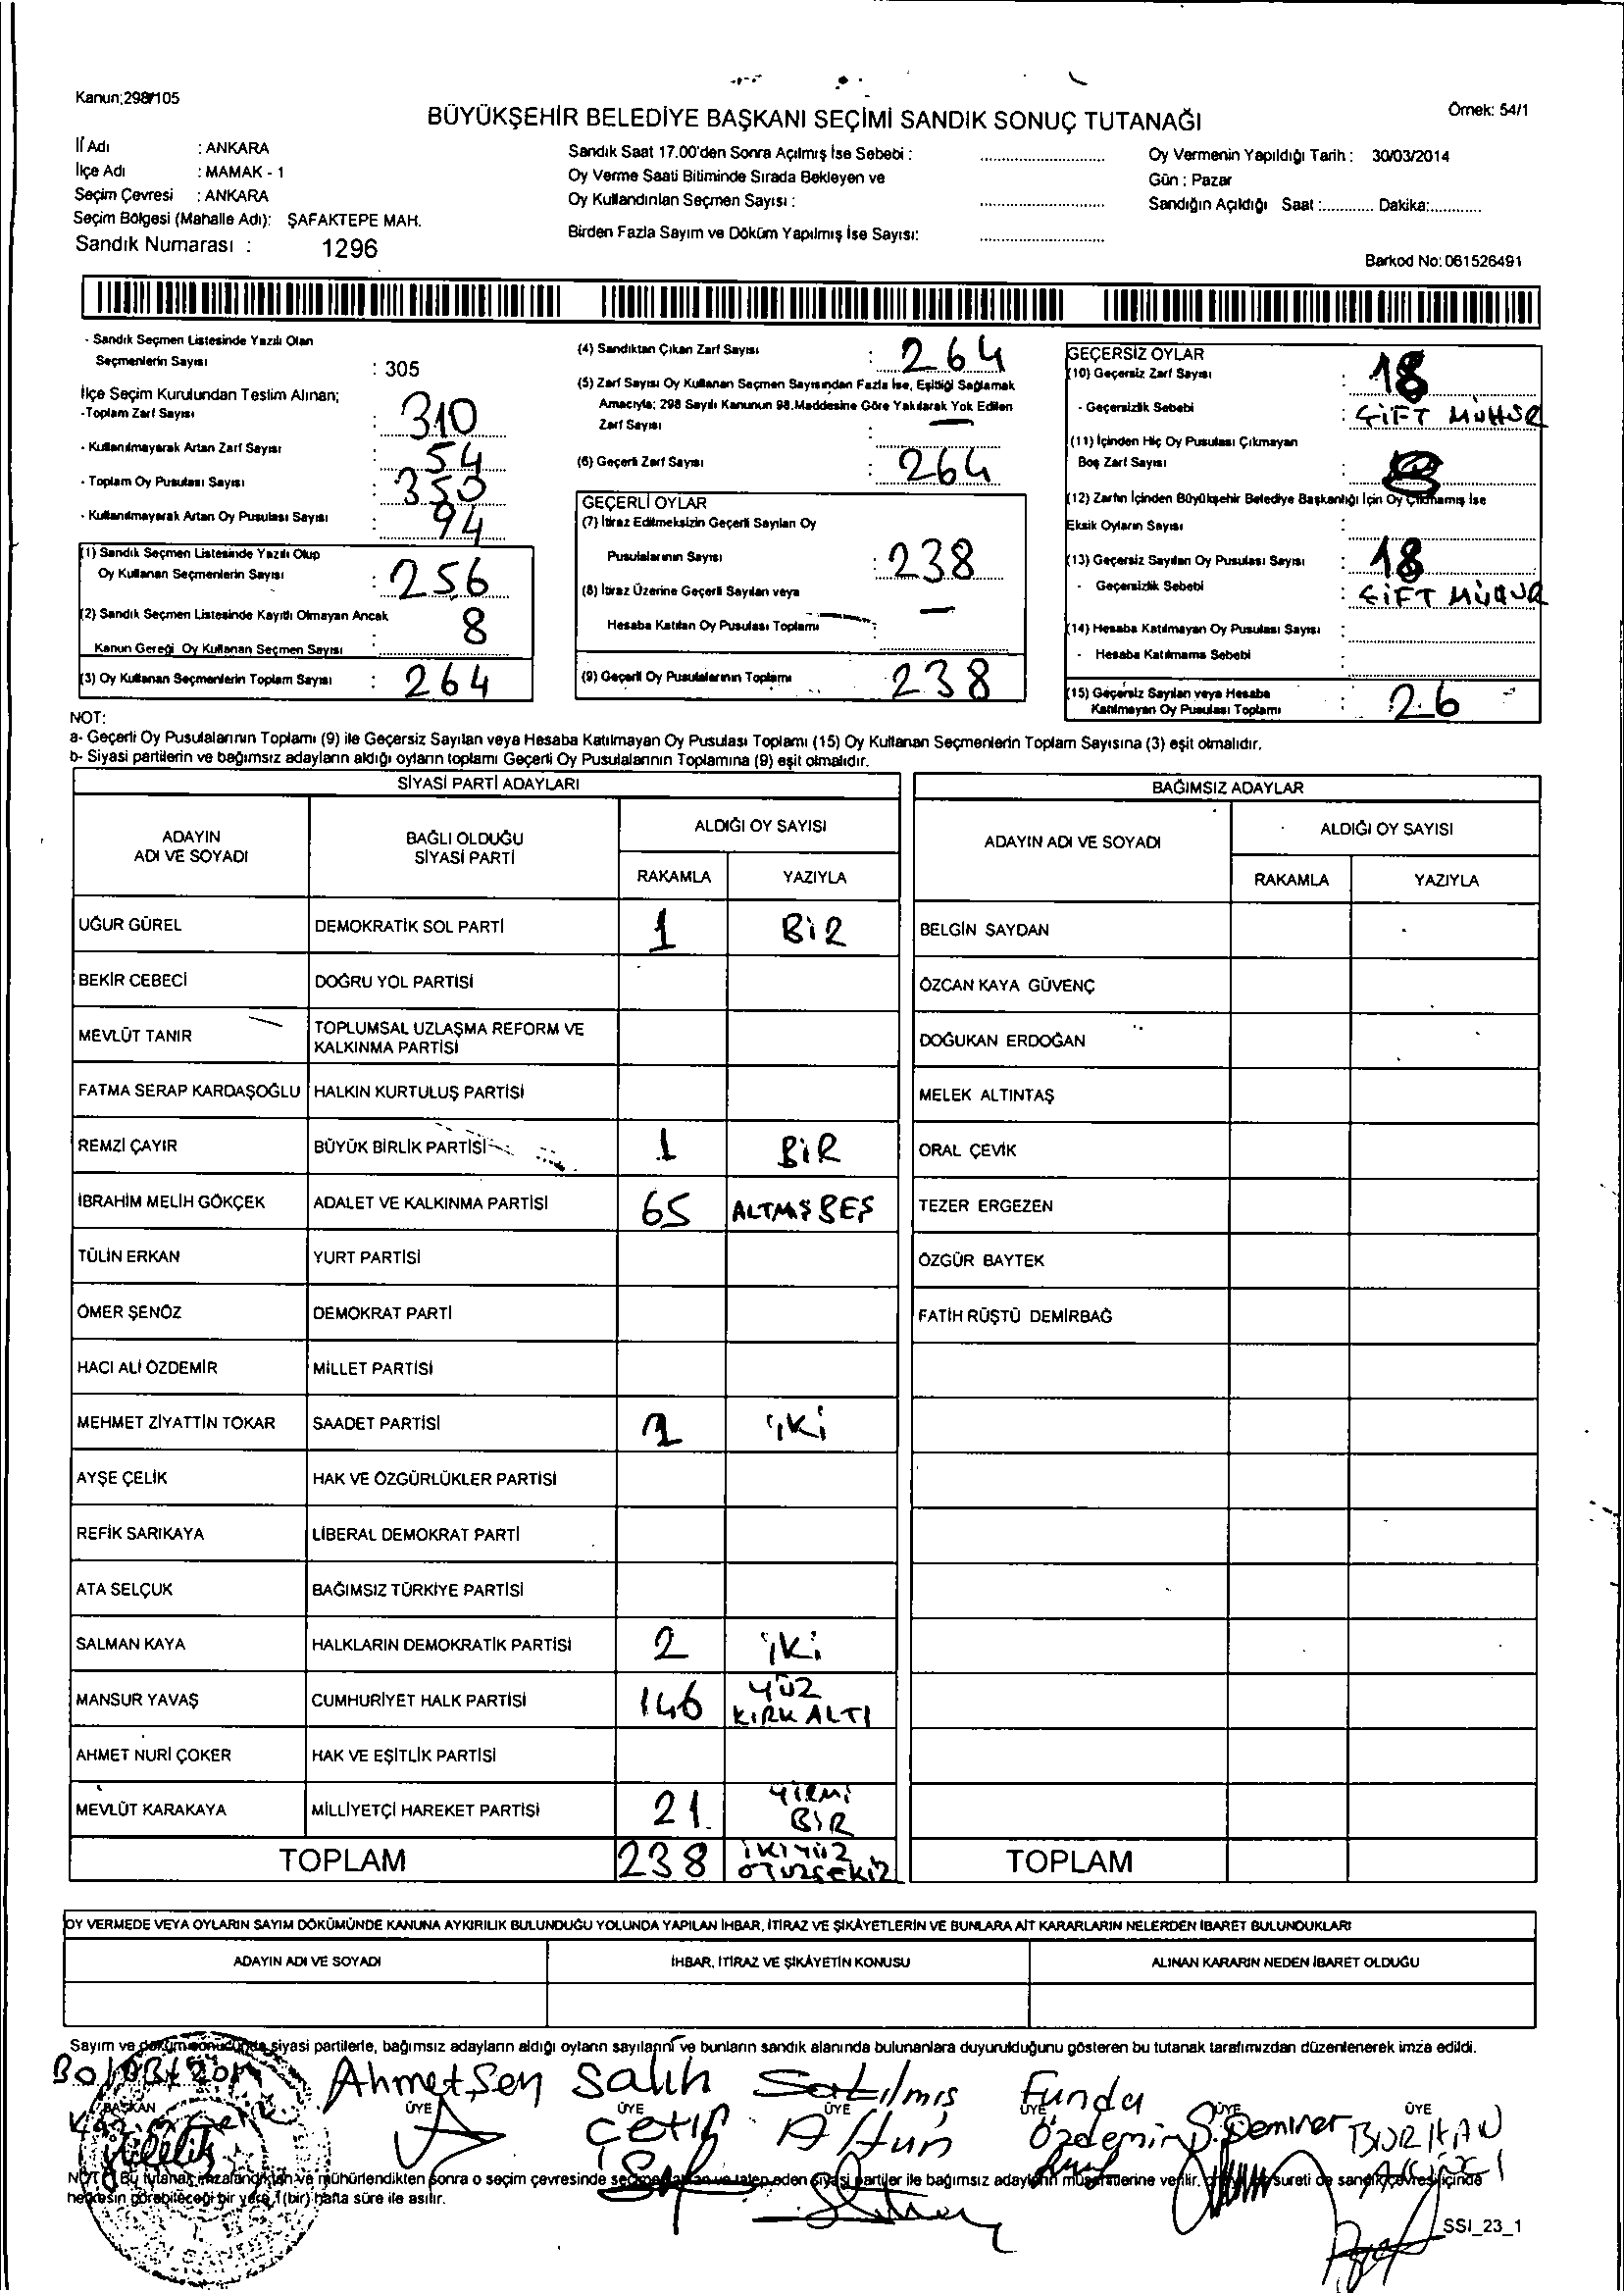 Kanun;298/105
BÜYÜKŞEHİR BELEDİYE BAŞKANI SEÇİMİ SANDIK SONUÇ TUTANAĞI
Örnek: 54/1
İl Adı : ANKARA
İlçe Adı : MAMAK - 1
Seçim Çevresi : ANKARA
Seçim Bölgesi (Mahalle Adı): ŞAFAKTEPE MAH.
Sandık Numarası : 1296
Sandık Saat 17.00'den Sonra Açılmış İse Sebebi :
Oy Verme Saati Bitiminde Sırada Bekleyen ve
Oy Kullandırılan Seçmen Sayısı :
Birden Fazla Sayım ve Döküm Yapılmış İse Sayısı:
Oy Vermenin Yapıldığı Tarih : 30/03/2014
Gün : Pazar
Sandığın Açıldığı Saat :............ Dakika:............
Barkod No: 061526491
- Sandık Seçmen Listesinde Yazılı Olan
Seçmenlerin Sayısı : 305
İlçe Seçim Kurulundan Teslim Alınan;
-Toplam Zarf Sayısı : 310
- Kullanılmayarak Artan Zarf Sayısı : 54
- Toplam Oy Pusulası Sayısı : 350
- Kullanılmayarak Artan Oy Pusulası Sayısı : 94
(1) Sandık Seçmen Listesinde Yazılı Olup
Oy Kullanan Seçmenlerin Sayısı : 256
(2) Sandık Seçmen Listesinde Kayıtlı Olmayan Ancak
Kanun Gereği Oy Kullanan Seçmen Sayısı : 8
(3) Oy Kullanan Seçmenlerin Toplam Sayısı : 264
(4) Sandıktan Çıkan Zarf Sayısı : 264
(5) Zarf Sayısı Oy Kullanan Seçmen Sayısından Fazla İse, Eşitliği Sağlamak
Amacıyla; 298 Sayılı Kanunun 98.Maddesine Göre Yakılarak Yok Edilen
Zarf Sayısı : —
(6) Geçerli Zarf Sayısı : 264
GEÇERLİ OYLAR
(7) İtiraz Edilmeksizin Geçerli Sayılan Oy
Pusulalarının Sayısı : 238
(8) İtiraz Üzerine Geçerli Sayılan veya
Hesaba Katılan Oy Pusulası Toplamı : —
(9) Geçerli Oy Pusulalarının Toplamı 238
GEÇERSİZ OYLAR
(10) Geçersiz Zarf Sayısı : 18
- Geçersizlik Sebebi : ÇİFT MÜHÜR
(11) İçinden Hiç Oy Pusulası Çıkmayan
Boş Zarf Sayısı :
(12) Zarfın İçinden Büyükşehir Belediye Başkanlığı İçin Oy Çıkmamış İse
Eksik Oyların Sayısı :
(13) Geçersiz Sayılan Oy Pusulası Sayısı : 18
- Geçersizlik Sebebi : ÇİFT MÜHÜR
(14) Hesaba Katılmayan Oy Pusulası Sayısı :
- Hesaba Katılmama Sebebi :
(15) Geçersiz Sayılan veya Hesaba
Katılmayan Oy Pusulası Toplamı : 26
NOT:
a- Geçerli Oy Pusulalarının Toplamı (9) ile Geçersiz Sayılan veya Hesaba Katılmayan Oy Pusulası Toplamı (15) Oy Kullanan Seçmenlerin Toplam Sayısına (3) eşit olmalıdır.
b- Siyasi partilerin ve bağımsız adayların aldığı oyların toplamı Geçerli Oy Pusulalarının Toplamına (9) eşit olmalıdır.
SİYASİ PARTİ ADAYLARI
ADAYIN ADI VE SOYADI
BAĞLI OLDUĞU SİYASİ PARTİ
ALDIĞI OY SAYISI
RAKAMLA YAZIYLA
UĞUR GÜREL DEMOKRATİK SOL PARTİ 1 BİR
BEKİR CEBECİ DOĞRU YOL PARTİSİ
MEVLÜT TANIR TOPLUMSAL UZLAŞMA REFORM VE KALKINMA PARTİSİ
FATMA SERAP KARDAŞOĞLU HALKIN KURTULUŞ PARTİSİ
REMZİ ÇAYIR BÜYÜK BİRLİK PARTİSİ 1 BİR
İBRAHİM MELİH GÖKÇEK ADALET VE KALKINMA PARTİSİ 65 ALTMŞ BEŞ
TÜLİN ERKAN YURT PARTİSİ
ÖMER ŞENÖZ DEMOKRAT PARTİ
HACI ALİ ÖZDEMİR MİLLET PARTİSİ
MEHMET ZİYATTİN TOKAR SAADET PARTİSİ 2 İKİ
AYŞE ÇELİK HAK VE ÖZGÜRLÜKLER PARTİSİ
REFİK SARIKAYA LİBERAL DEMOKRAT PARTİ
ATA SELÇUK BAĞIMSIZ TÜRKİYE PARTİSİ
SALMAN KAYA HALKLARIN DEMOKRATİK PARTİSİ 2 İKİ
MANSUR YAVAŞ CUMHURİYET HALK PARTİSİ 146 YÜZ KIRK ALTI
AHMET NURİ ÇOKER HAK VE EŞİTLİK PARTİSİ
MEVLÜT KARAKAYA MİLLİYETÇİ HAREKET PARTİSİ 21 YİRMİ BİR
TOPLAM 238 İKİ YÜZ OTUZSEKİZ
BAĞIMSIZ ADAYLAR
ADAYIN ADI VE SOYADI
ALDIĞI OY SAYISI
RAKAMLA YAZIYLA
BELGİN SAYDAN
ÖZCAN KAYA GÜVENÇ
DOĞUKAN ERDOĞAN
MELEK ALTINTAŞ
ORAL ÇEVİK
TEZER ERGEZEN
ÖZGÜR BAYTEK
FATİH RÜŞTÜ DEMİRBAĞ
TOPLAM
OY VERMEDE VEYA OYLARIN SAYIM DÖKÜMÜNDE KANUNA AYKIRILIK BULUNDUĞU YOLUNDA YAPILAN İHBAR, İTİRAZ VE ŞİKÂYETLERİN VE BUNLARA AİT KARARLARIN NELERDEN İBARET BULUNDUKLARI
ADAYIN ADI VE SOYADI
İHBAR, İTİRAZ VE ŞİKÂYETİN KONUSU
ALINAN KARARIN NEDEN İBARET OLDUĞU
Sayım ve döküm sonucunda siyasi partilerle, bağımsız adayların aldığı oyların sayılarını ve bunların sandık alanında bulunanlara duyurulduğunu gösteren bu tutanak tarafımızdan düzenlenerek imza edildi.
Ahmet Şen Salih Satılmış Funda
BAŞKAN ÜYE ÜYE ÜYE ÜYE ÜYE ÜYE
Çetin Altun Özdemir S. Demirer BURHAN
AKINCI
NOT: Bu tutanak imzalandıktan ve mühürlendikten sonra o seçim çevresinde seçime katılan ve talep eden siyasi partiler ile bağımsız adayların müşahitlerine verilir, sureti de sandık çevresi içinde
herkesin görebileceği bir yere 1(bir) hafta süre ile asılır.
SSI_23_1